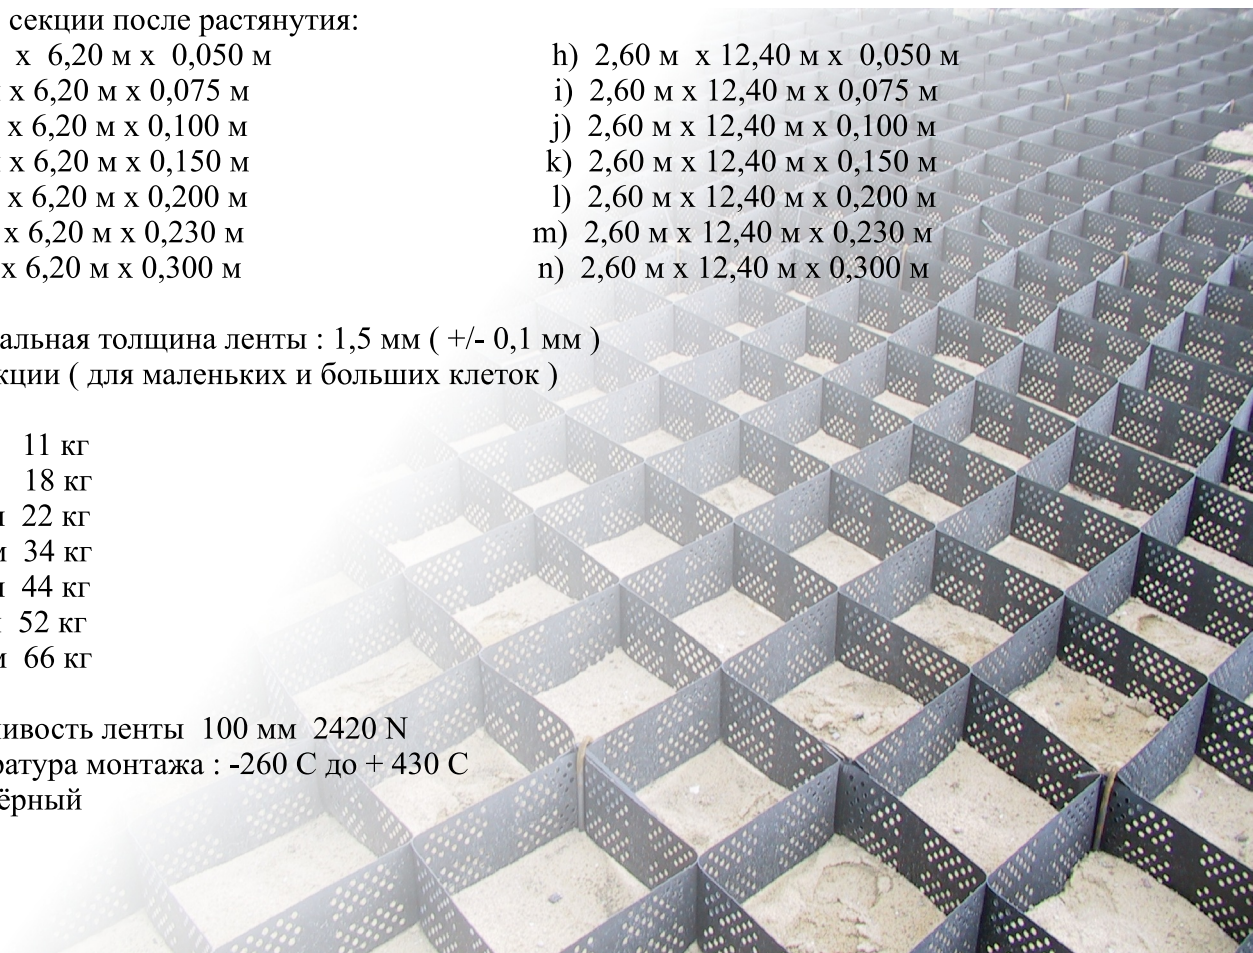 секции после растянутия:
х 6,20 м х 0,050 м h) 2,60 м х 12,40 м х 0,050 м
х 6,20 м х 0,075 м i) 2,60 м х 12,40 м х 0,075 м
х 6,20 м х 0,100 м j) 2,60 м х 12,40 м х 0,100 м
х 6,20 м х 0,150 м k) 2,60 м х 12,40 м х 0,150 м
х 6,20 м х 0,200 м l) 2,60 м х 12,40 м х 0,200 м
х 6,20 м х 0,230 м m) 2,60 м х 12,40 м х 0,230 м
х 6,20 м х 0,300 м n) 2,60 м х 12,40 м х 0,300 м
альная толщина ленты : 1,5 мм ( +/- 0,1 мм )
кции ( для маленьких и больших клеток )
11 кг
18 кг
22 кг
34 кг
44 кг
52 кг
66 кг
ивость ленты 100 мм 2420 N
ратура монтажа : -260 С до + 430 С
ёрный